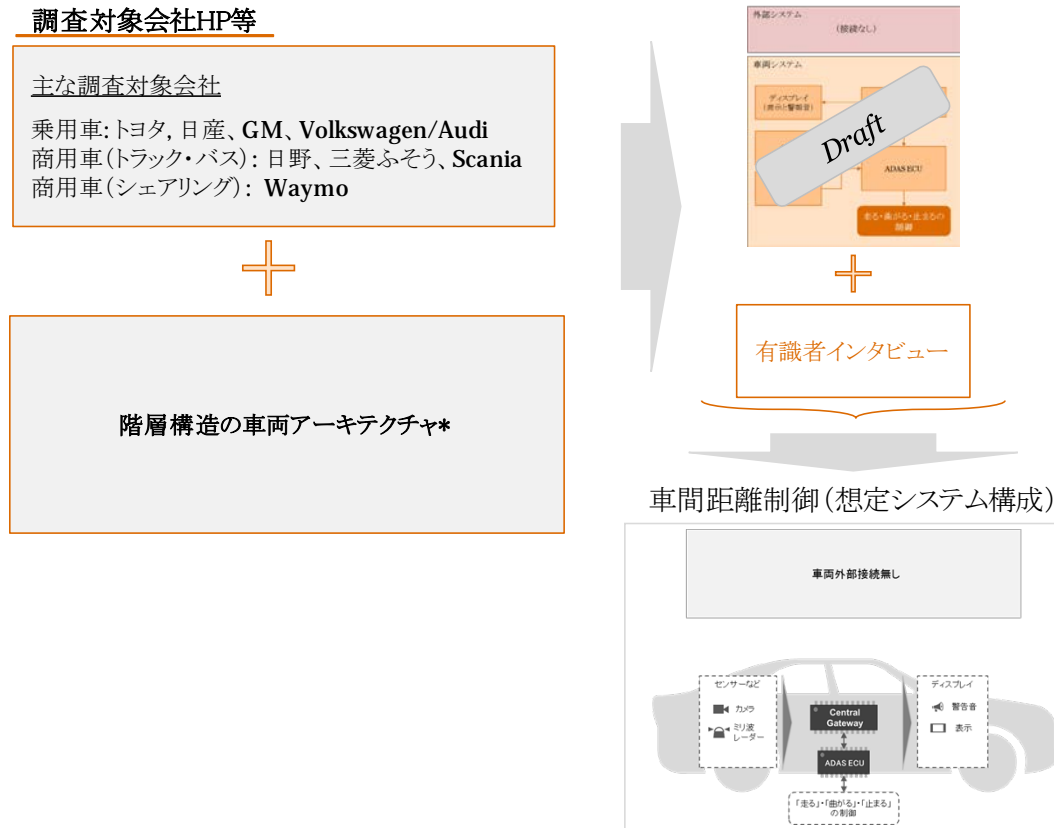 調査対象会社HP等
主な調査対象会社
乗用車: トヨタ, 日産、GM、Volkswagen/Audi
商用車(トラック・バス): 日野、三菱ふそう、Scania
商用車(シェアリング): Waymo
階層構造の車両アーキテクチャ*
外部システム
(接続なし)
車両システム
ディスプレイ
(表示と警報音)
Draft
ADAS ECU
走る・曲がる・止まるの
制御
有識者インタビュー
車間距離制御(想定システム構成)
車両外部接続無し
センサーなど
カメラ
ミリ波
レーダー
Central
Gateway
ADAS ECU
「走る」・「曲がる」・「止まる」
の制御
ディスプレイ
警告音
表示